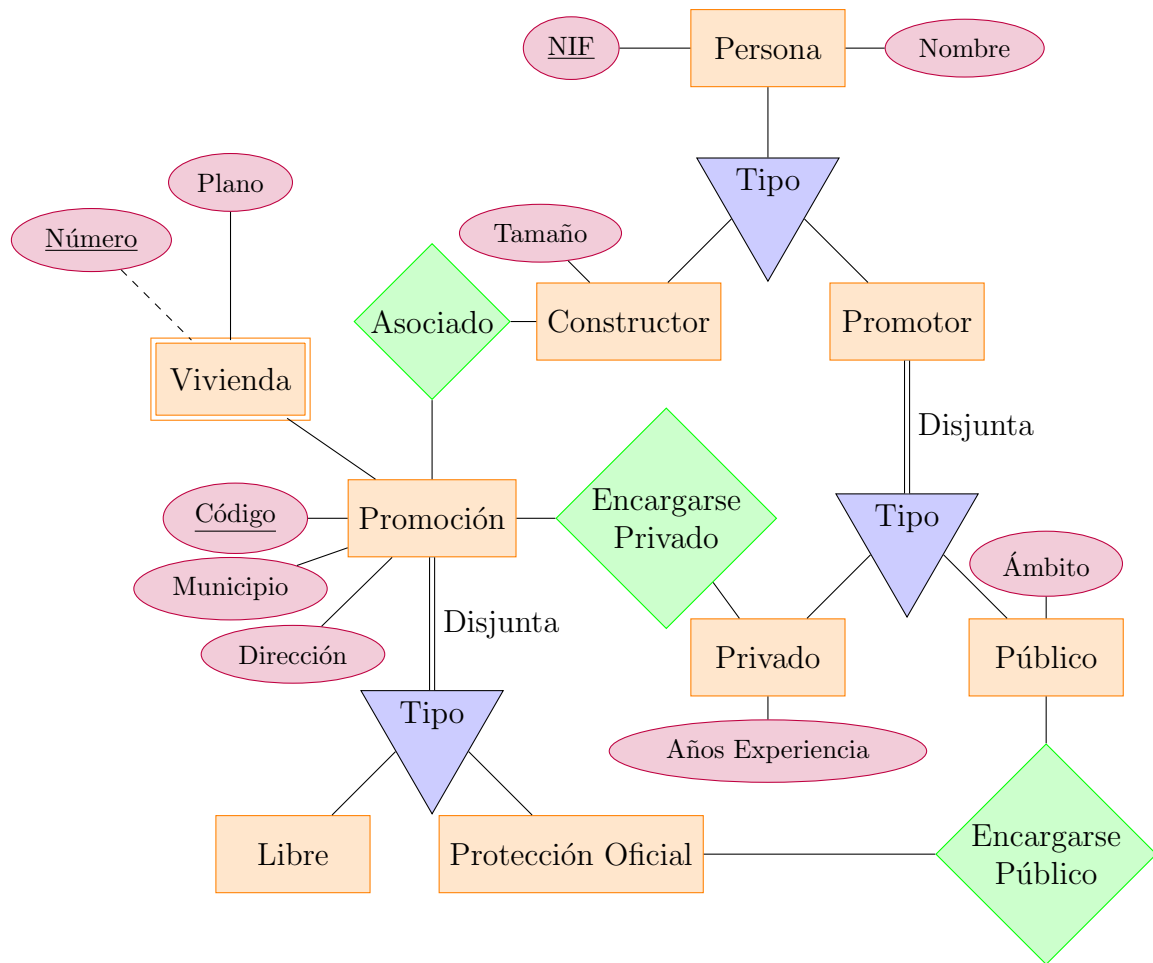 NIF
Persona
Nombre
Tipo
Plano
Número
Tamaño
Asociado
Constructor
Promotor
Vivienda
Disjunta
Encargarse
Privado
Código
Promoción
Tipo
Ámbito
Municipio
Disjunta
Dirección
Privado
Público
Tipo
Años Experiencia
Libre
Protección Oficial
Encargarse
Público